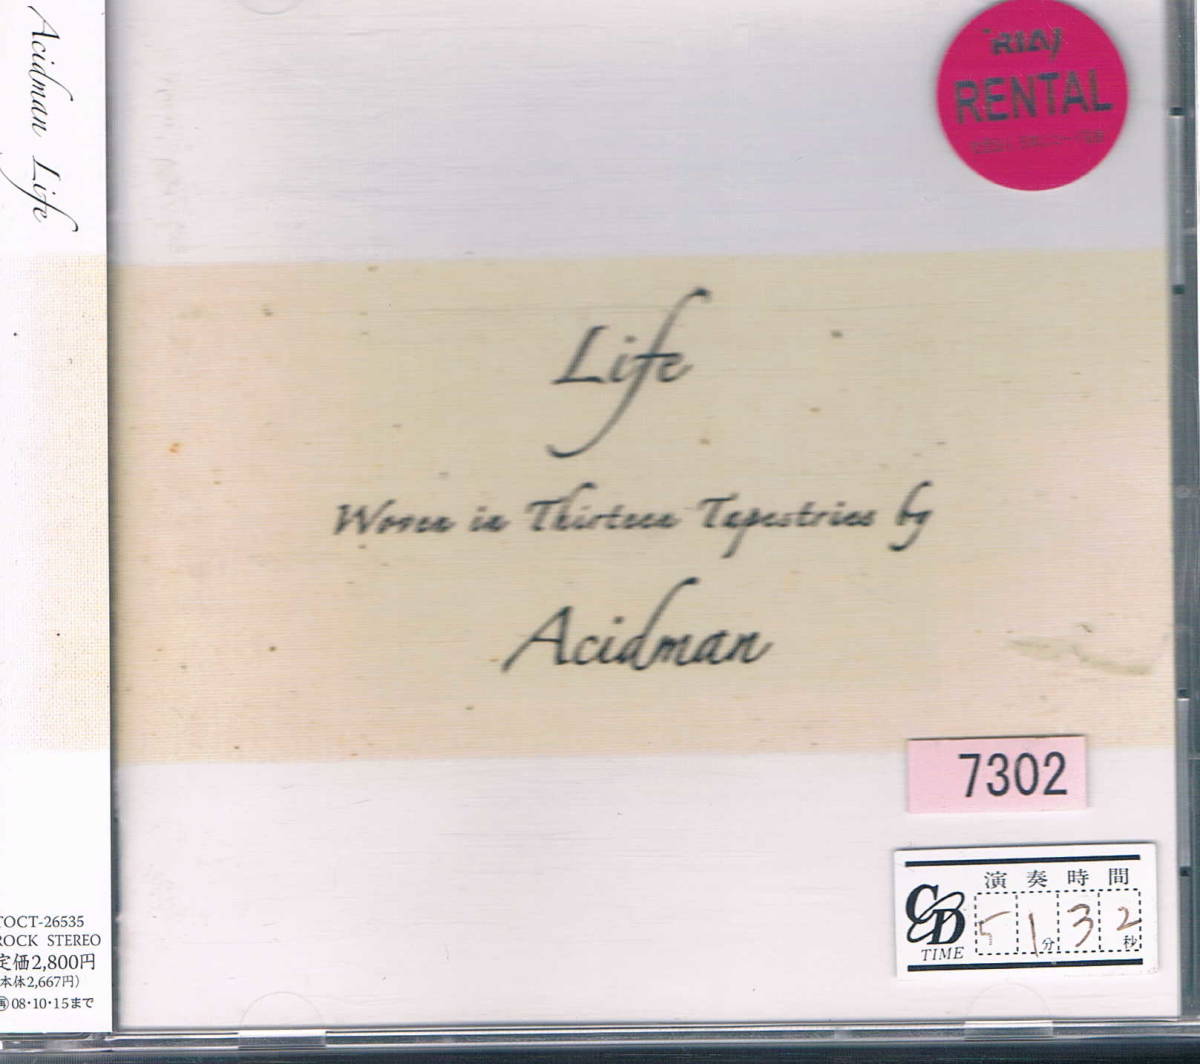 Acidman Life
RIAJ
RENTAL
Life
Woven in Thirteen Tapestries by
Acidman
7302
演奏時間
CD
TIME
51分32秒
TOCT-26535
ROCK STEREO
定価2,800円
本体2,667円)
08・10・15まで